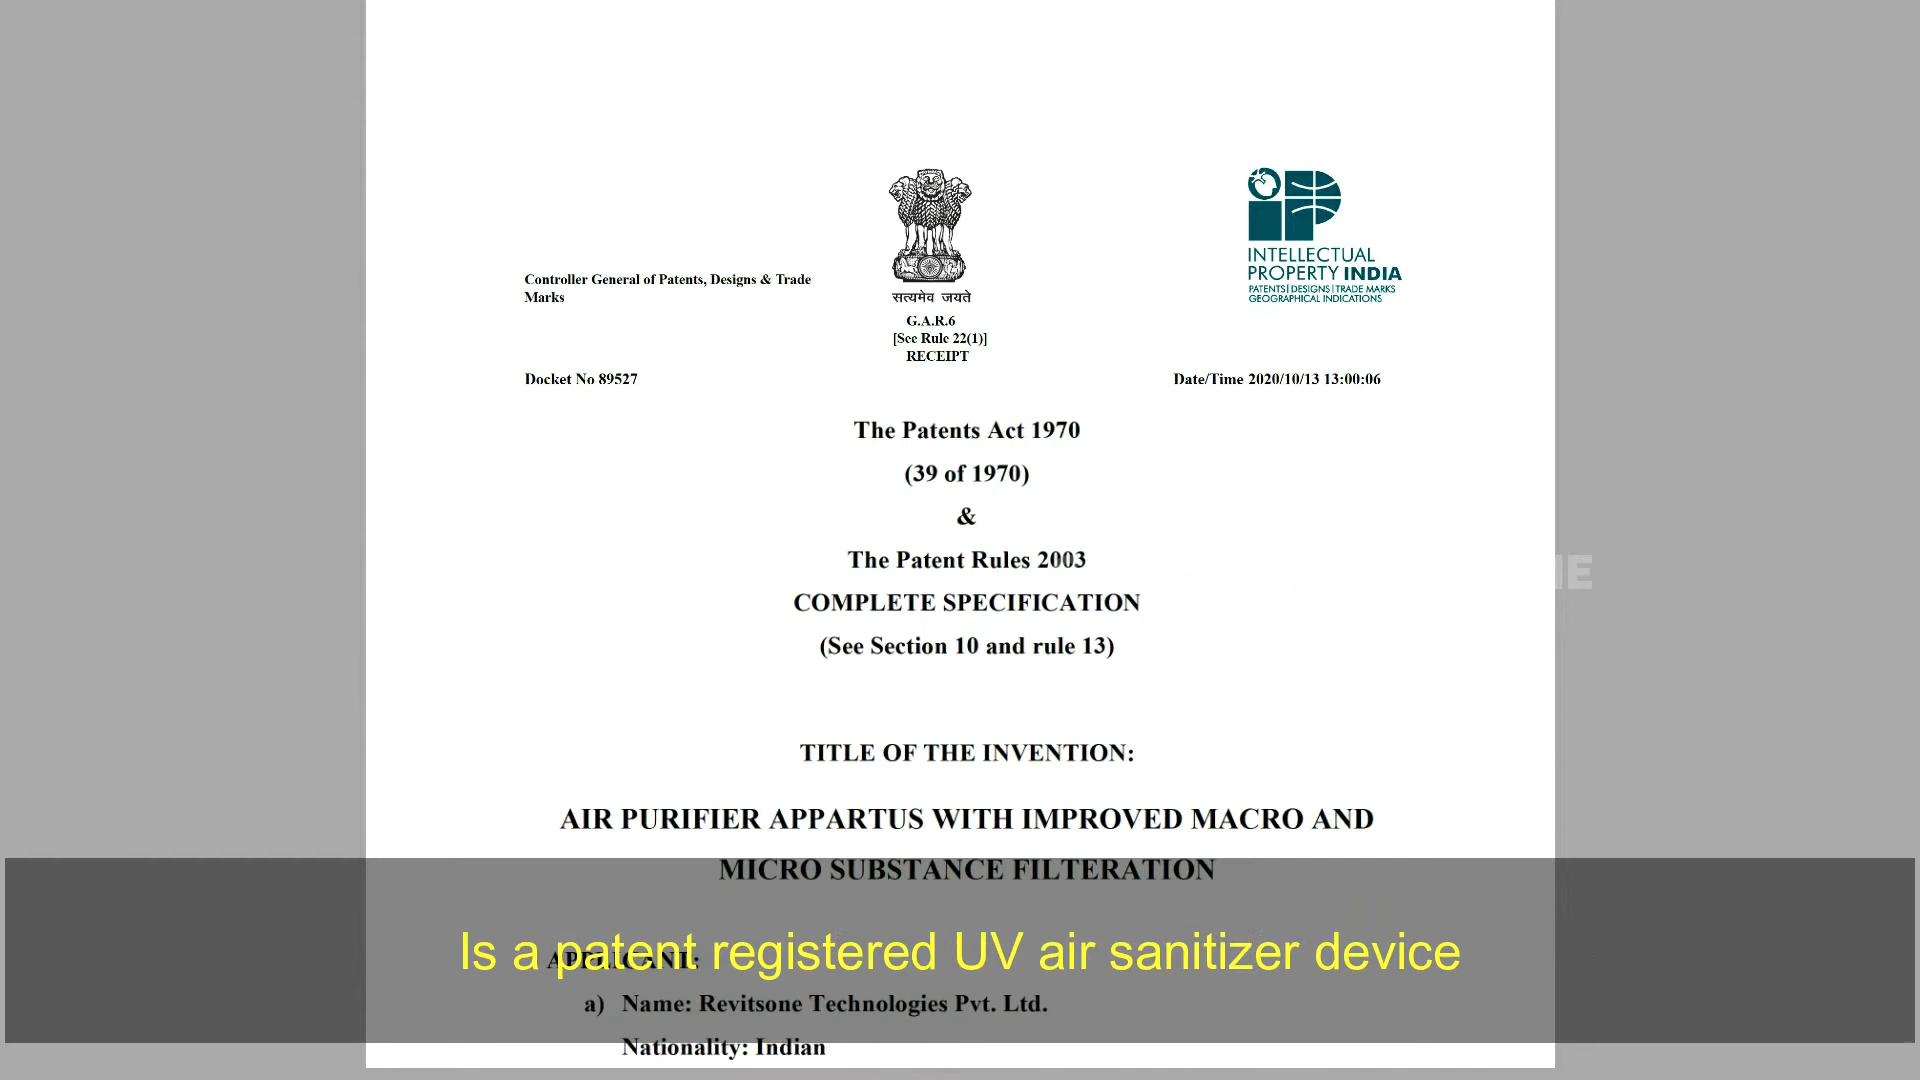 Controller General of Patents, Designs & Trade
Marks
सत्यमेव जयते
G.A.R.6
[See Rule 22(1)]
RECEIPT
INTELLECTUAL
PROPERTY INDIA
PATENTS|DESIGNS|TRADE MARKS
GEOGRAPHICAL INDICATIONS
Docket No 89527
Date/Time 2020/10/13 13:00:06
The Patents Act 1970
(39 of 1970)
&
The Patent Rules 2003
COMPLETE SPECIFICATION
(See Section 10 and rule 13)
TITLE OF THE INVENTION:
AIR PURIFIER APPARTUS WITH IMPROVED MACRO AND
MICRO SUBSTANCE FILTERATION
Is a patent registered UV air sanitizer device
APPLICANT:
a) Name: Revitsone Technologies Pvt. Ltd.
Nationality: Indian